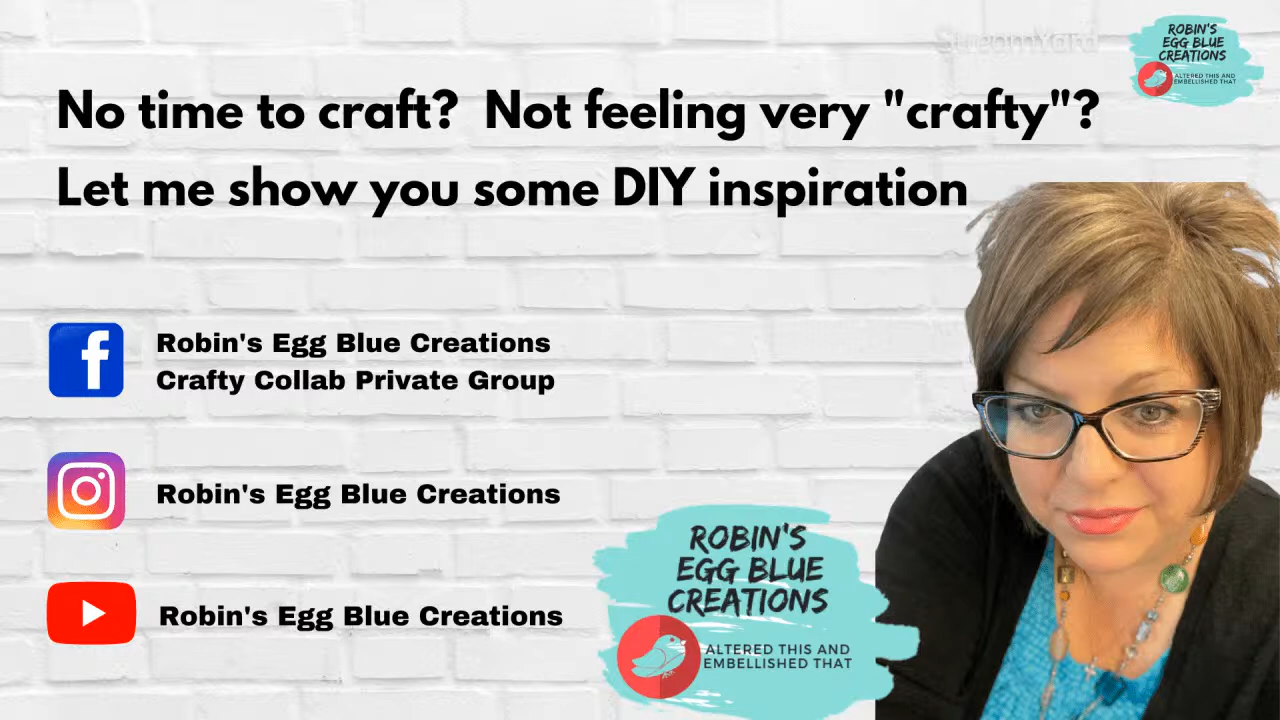 StreamYard
ROBIN'S
EGG BLUE
CREATIONS
ALTERED THIS AND
EMBELLISHED THAT
No time to craft?  Not feeling very "crafty"?
Let me show you some DIY inspiration
f
Robin's Egg Blue Creations
Crafty Collab Private Group
Robin's Egg Blue Creations
Robin's Egg Blue Creations
ROBIN'S
EGG BLUE
CREATIONS
ALTERED THIS AND
EMBELLISHED THAT